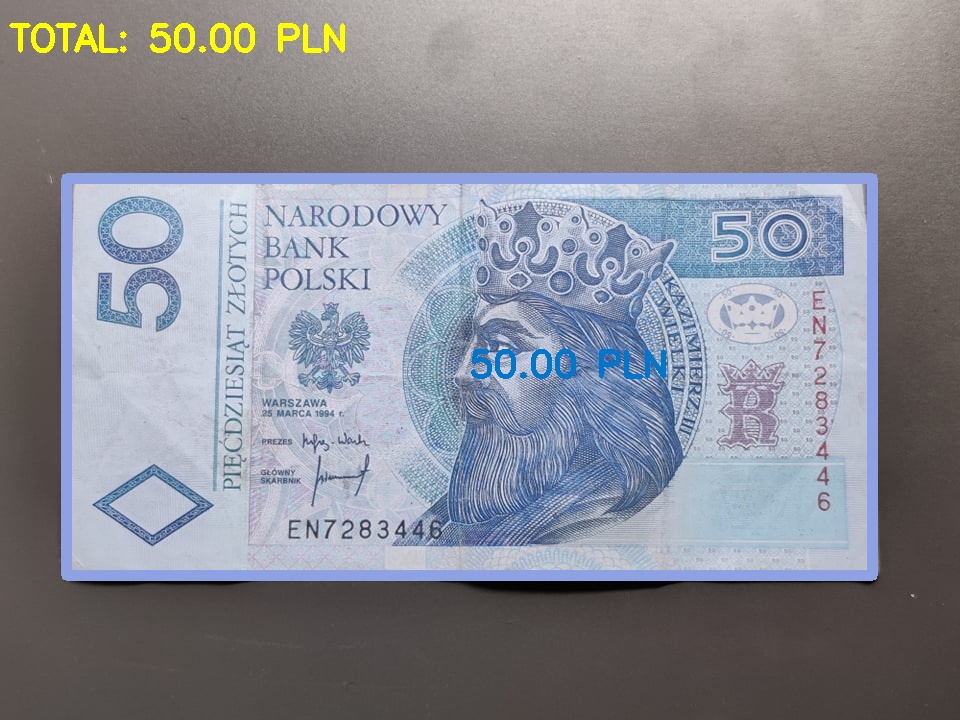 TOTAL: 50.00 PLN
50
PIĘĆDZIESIĄT ZŁOTYCH
NARODOWY
BANK
POLSKI
WARSZAWA
25 MARCA 1994 r.
PREZES
GŁÓWNY
SKARBNIK
EN7283446
50.00 PLN
KAZIMIERZ III
WIELKI
50
EN7283446